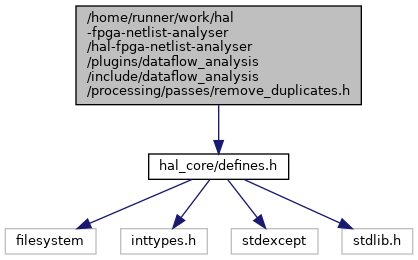 /home/runner/work/hal
-fpga-netlist-analyser
/hal-fpga-netlist-analyser
/plugins/dataflow_analysis
/include/dataflow_analysis
/processing/passes/remove_duplicates.h
hal_core/defines.h
filesystem
inttypes.h
stdexcept
stdlib.h